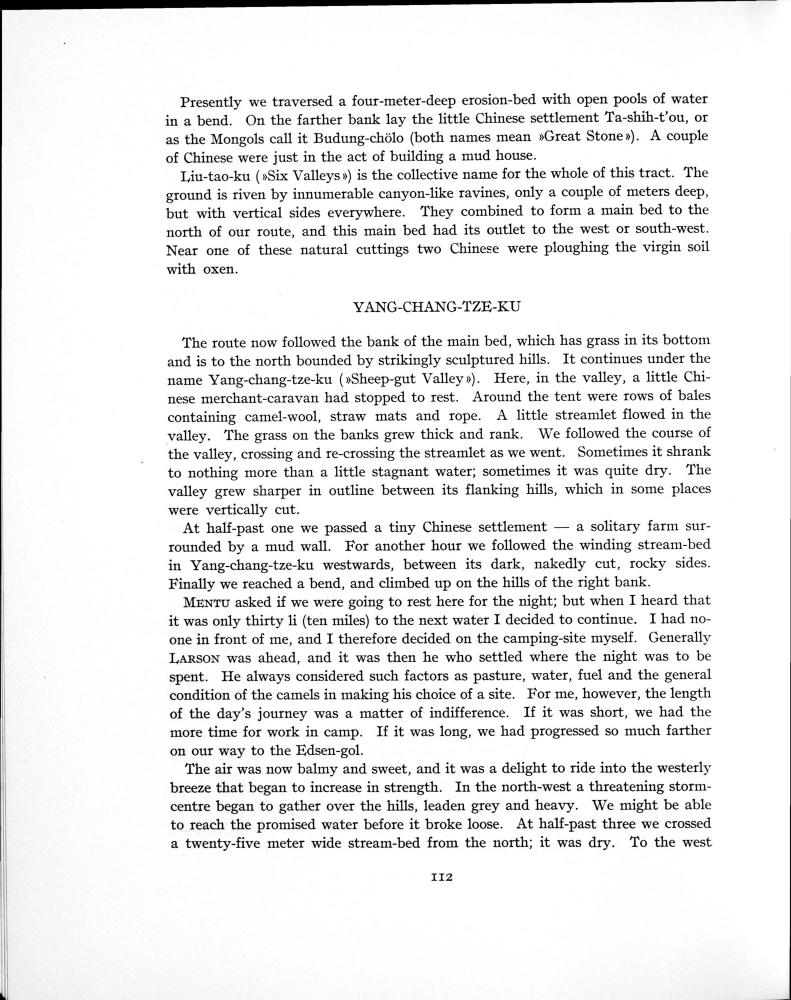 Presently we traversed a four-meter-deep erosion-bed with open pools of water
in a bend. On the farther bank lay the little Chinese settlement Ta-shih-t'ou, or
as the Mongols call it Budung-chölo (both names mean »Great Stone»). A couple
of Chinese were just in the act of building a mud house.
Liu-tao-ku (»Six Valleys») is the collective name for the whole of this tract. The
ground is riven by innumerable canyon-like ravines, only a couple of meters deep,
but with vertical sides everywhere. They combined to form a main bed to the
north of our route, and this main bed had its outlet to the west or south-west.
Near one of these natural cuttings two Chinese were ploughing the virgin soil
with oxen.
YANG-CHANG-TZE-KU
The route now followed the bank of the main bed, which has grass in its bottom
and is to the north bounded by strikingly sculptured hills. It continues under the
name Yang-chang-tze-ku (»Sheep-gut Valley»). Here, in the valley, a little Chi-
nese merchant-caravan had stopped to rest. Around the tent were rows of bales
containing camel-wool, straw mats and rope. A little streamlet flowed in the
valley. The grass on the banks grew thick and rank. We followed the course of
the valley, crossing and re-crossing the streamlet as we went. Sometimes it shrank
to nothing more than a little stagnant water; sometimes it was quite dry. The
valley grew sharper in outline between its flanking hills, which in some places
were vertically cut.
At half-past one we passed a tiny Chinese settlement — a solitary farm sur-
rounded by a mud wall. For another hour we followed the winding stream-bed
in Yang-chang-tze-ku westwards, between its dark, nakedly cut, rocky sides.
Finally we reached a bend, and climbed up on the hills of the right bank.
MENTU asked if we were going to rest here for the night; but when I heard that
it was only thirty li (ten miles) to the next water I decided to continue. I had no-
one in front of me, and I therefore decided on the camping-site myself. Generally
LARSON was ahead, and it was then he who settled where the night was to be
spent. He always considered such factors as pasture, water, fuel and the general
condition of the camels in making his choice of a site. For me, however, the length
of the day's journey was a matter of indifference. If it was short, we had the
more time for work in camp. If it was long, we had progressed so much farther
on our way to the Edsen-gol.
The air was now balmy and sweet, and it was a delight to ride into the westerly
breeze that began to increase in strength. In the north-west a threatening storm-
centre began to gather over the hills, leaden grey and heavy. We might be able
to reach the promised water before it broke loose. At half-past three we crossed
a twenty-five meter wide stream-bed from the north; it was dry. To the west
112